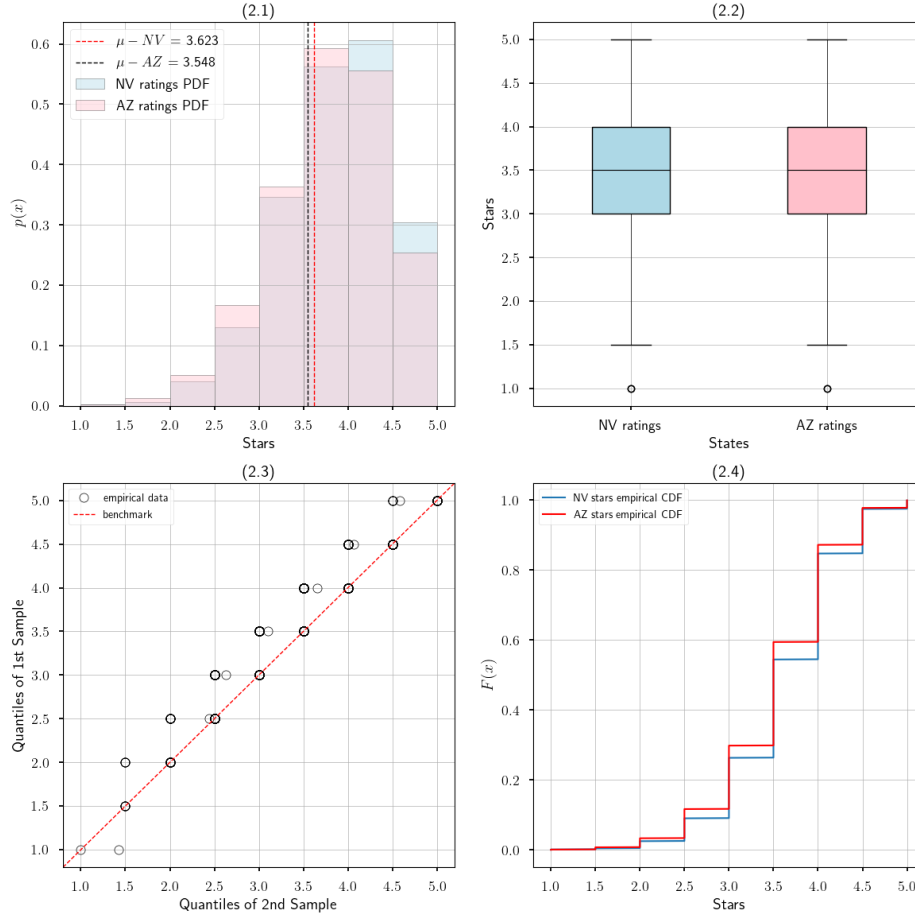 (2.1)
μ − NV = 3.623
μ − AZ = 3.548
NV ratings PDF
AZ ratings PDF
0.6
0.5
0.4
0.3
0.2
0.1
0.0
p(x)
1.0 1.5 2.0 2.5 3.0 3.5 4.0 4.5 5.0
Stars
(2.2)
5.0
4.5
4.0
3.5
3.0
2.5
2.0
1.5
1.0
Stars
NV ratings AZ ratings
States
(2.3)
empirical data
benchmark
5.0
4.5
4.0
3.5
3.0
2.5
2.0
1.5
1.0
Quantiles of 1st Sample
1.0 1.5 2.0 2.5 3.0 3.5 4.0 4.5 5.0
Quantiles of 2nd Sample
(2.4)
NV stars empirical CDF
AZ stars empirical CDF
1.0
0.8
0.6
0.4
0.2
0.0
F(x)
1.0 1.5 2.0 2.5 3.0 3.5 4.0 4.5 5.0
Stars